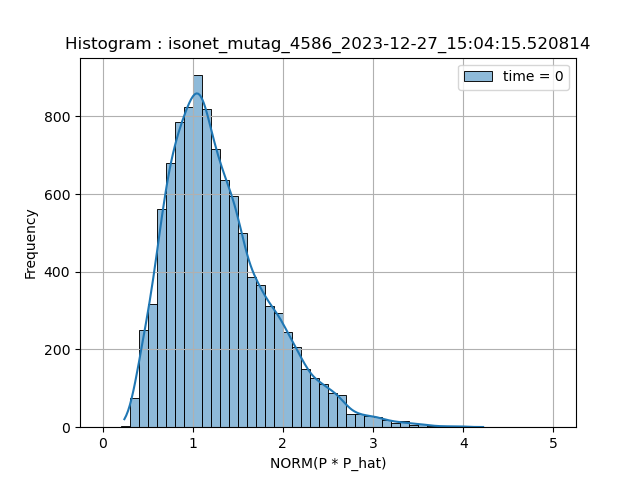 Histogram : isonet_mutag_4586_2023-12-27_15:04:15.520814
time = 0
800
600
400
200
0
Frequency
0 1 2 3 4 5
NORM(P * P_hat)